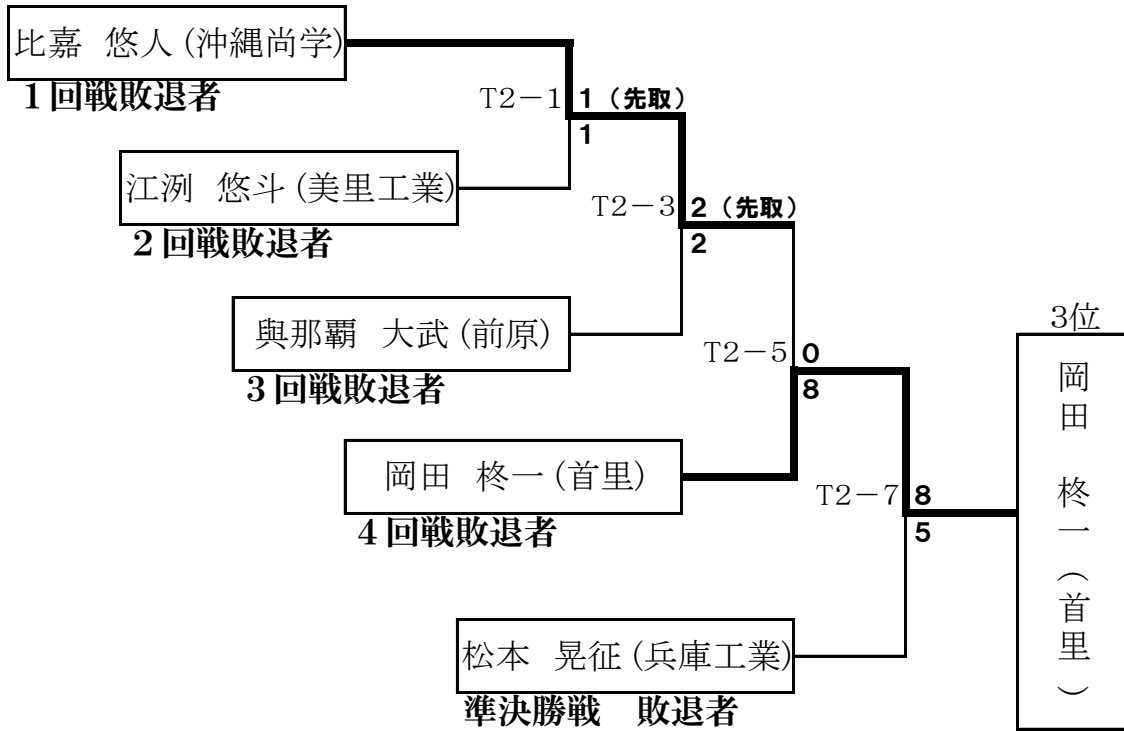 比嘉 悠人(沖縄尚学)
1回戦敗退者
T2-1
1(先取)
1
江洌 悠斗(美里工業)
2回戦敗退者
T2-3
2(先取)
2
與那覇 大武(前原)
3回戦敗退者
T2-5
0
8
岡田 柊一(首里)
4回戦敗退者
T2-7
8
5
松本 晃征(兵庫工業)
準決勝戦 敗退者
3位
岡田 柊一(首里)